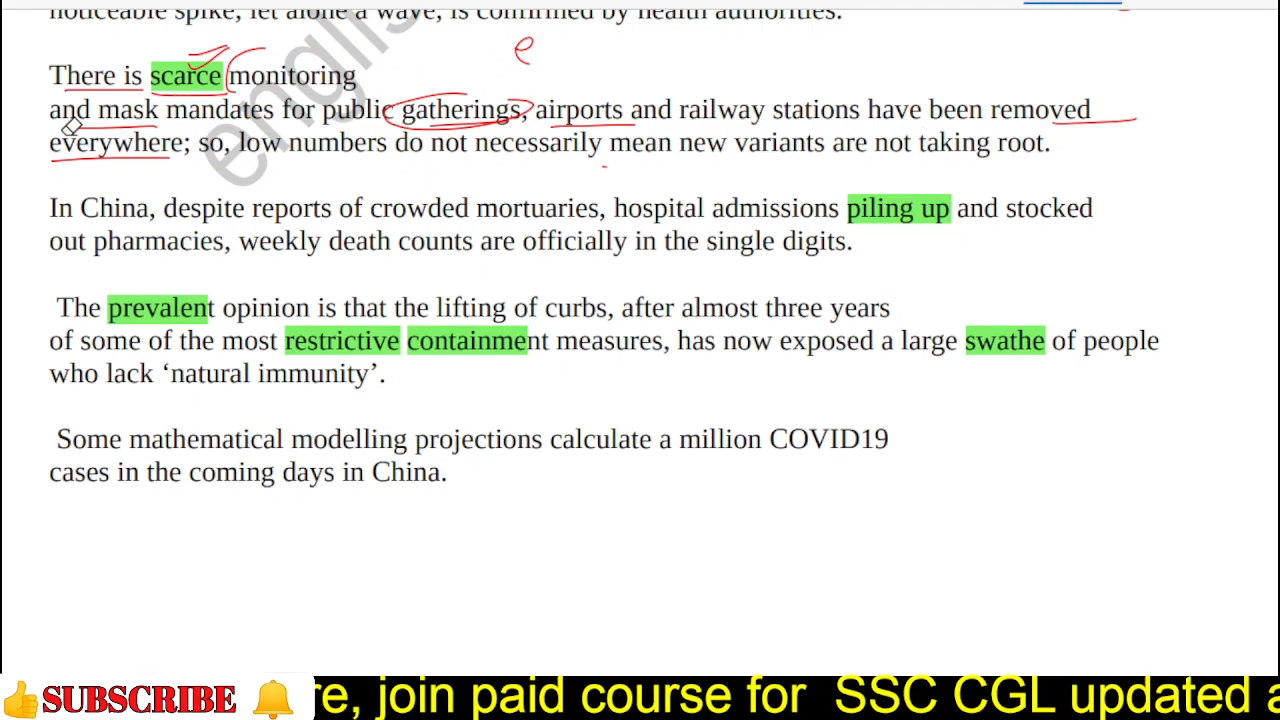 noticeable spike, let alone a wave, is confirmed by health authorities.
There is scarce monitoring
and mask mandates for public gatherings, airports and railway stations have been removed
everywhere; so, low numbers do not necessarily mean new variants are not taking root.
In China, despite reports of crowded mortuaries, hospital admissions piling up and stocked
out pharmacies, weekly death counts are officially in the single digits.
The prevalent opinion is that the lifting of curbs, after almost three years
of some of the most restrictive containment measures, has now exposed a large swathe of people
who lack ‘natural immunity’.
Some mathematical modelling projections calculate a million COVID19
cases in the coming days in China.
englis
e
SUBSCRIBE
re, join paid course for SSC CGL updated a